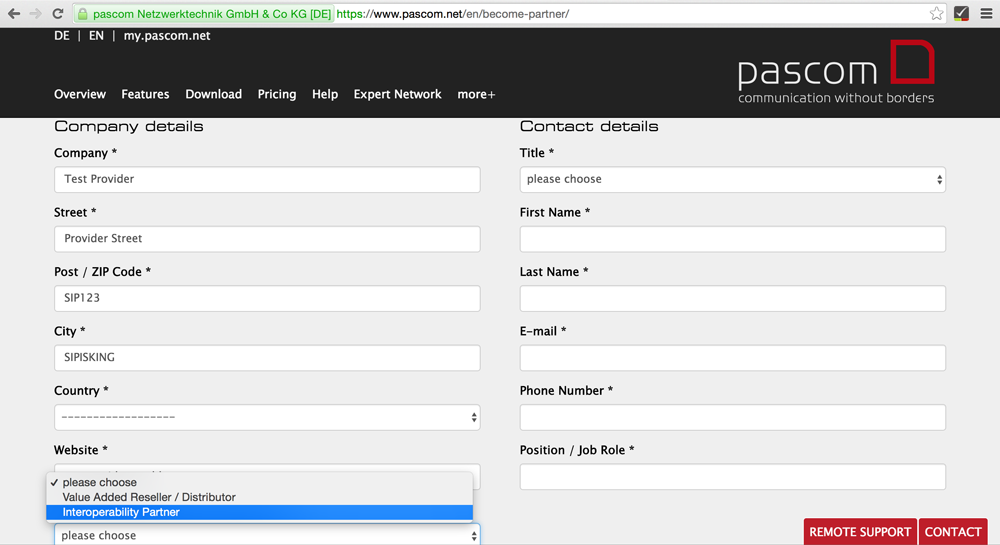 pascom Netzwerktechnik GmbH & Co KG [DE] https://www.pascom.net/en/become-partner/
DE | EN | my.pascom.net
pascom
communication without borders
Overview Features Download Pricing Help Expert Network more+
Company details
Company *
Test Provider
Street *
Provider Street
Post / ZIP Code *
SIP123
City *
SIPISKING
Country *
------------------
Website *
✓ please choose
Value Added Reseller / Distributor
Interoperability Partner
please choose
Contact details
Title *
please choose
First Name *
Last Name *
E-mail *
Phone Number *
Position / Job Role *
REMOTE SUPPORT
CONTACT